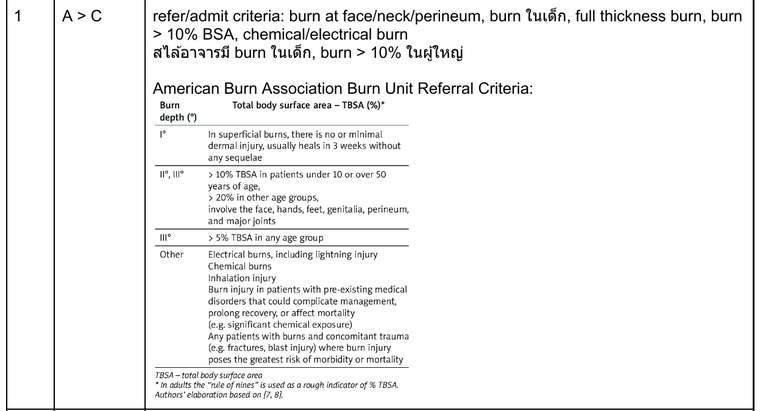 1
A > C
refer/admit criteria: burn at face/neck/perineum, burn ในเด็ก, full thickness burn, burn
> 10% BSA, chemical/electrical burn
สไล้อาจารมี burn ในเด็ก, burn > 10% ในผู้ใหญ่
American Burn Association Burn Unit Referral Criteria:
Burn depth (°)
Total body surface area – TBSA (%)*
I°
In superficial burns, there is no or minimal
dermal injury, usually heals in 3 weeks without
any sequelae
II°, III°
> 10% TBSA in patients under 10 or over 50
years of age,
> 20% in other age groups,
involve the face, hands, feet, genitalia, perineum,
and major joints
III°
> 5% TBSA in any age group
Other
Electrical burns, including lightning injury
Chemical burns
Inhalation injury
Burn injury in patients with pre-existing medical
disorders that could complicate management,
prolong recovery, or affect mortality
(e.g. significant chemical exposure)
Any patients with burns and concomitant trauma
(e.g. fractures, blast injury) where burn injury
poses the greatest risk of morbidity or mortality
TBSA – total body surface area
* In adults the "rule of nines" is used as a rough indicator of % TBSA.
Authors' elaboration based on [7, 8].